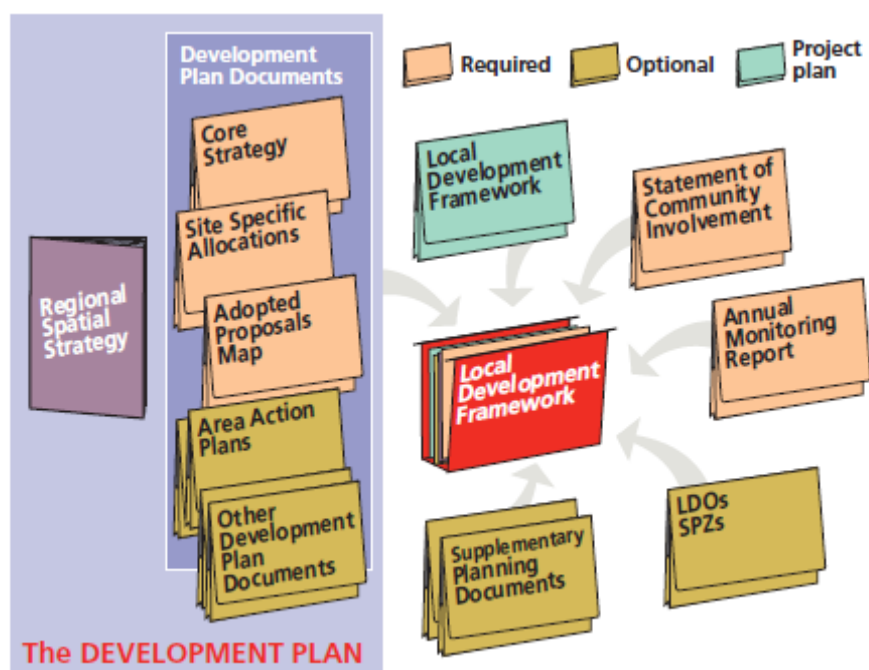 Development
Plan Documents
Required
Optional
Project
plan
Core
Strategy
Site Specific
Allocations
Adopted
Proposals
Map
Area Action
Plans
Other
Development
Plan
Documents
Regional
Spatial
Strategy
The DEVELOPMENT PLAN
Local
Development
Framework
Statement of
Community
Involvement
Annual
Monitoring
Report
Local
Development
Framework
LDOs
SPZs
Supplementary
Planning
Documents